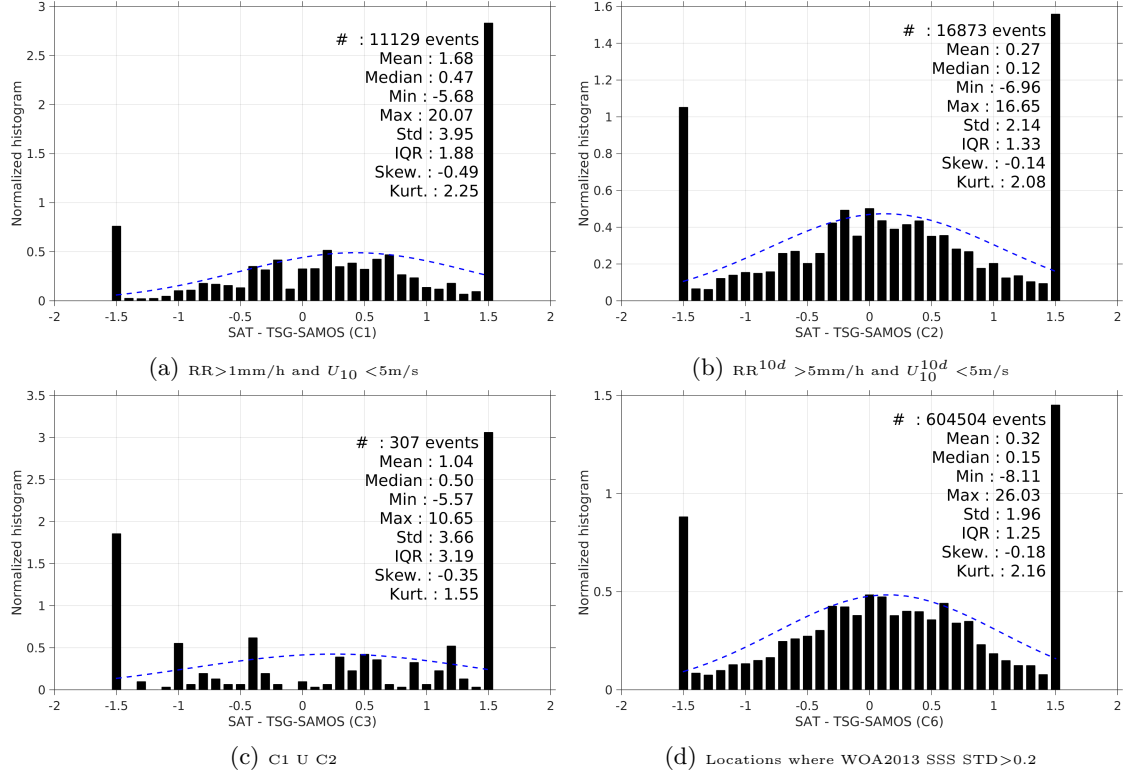 3
2.5
2
1.5
1
0.5
0
-2
-1.5
-1
-0.5
0
0.5
1
1.5
2
Normalized histogram
SAT - TSG-SAMOS (C1)
# : 11129 events
Mean : 1.68
Median : 0.47
Min : -5.68
Max : 20.07
Std : 3.95
IQR : 1.88
Skew. : -0.49
Kurt. : 2.25
(a) RR>1mm/h and U10 <5m/s
1.6
1.4
1.2
1
0.8
0.6
0.4
0.2
0
-2
-1.5
-1
-0.5
0
0.5
1
1.5
2
Normalized histogram
SAT - TSG-SAMOS (C2)
# : 16873 events
Mean : 0.27
Median : 0.12
Min : -6.96
Max : 16.65
Std : 2.14
IQR : 1.33
Skew. : -0.14
Kurt. : 2.08
(b) RR^10d >5mm/h and U10^10d <5m/s
3.5
3
2.5
2
1.5
1
0.5
0
-2
-1.5
-1
-0.5
0
0.5
1
1.5
2
Normalized histogram
SAT - TSG-SAMOS (C3)
# : 307 events
Mean : 1.04
Median : 0.50
Min : -5.57
Max : 10.65
Std : 3.66
IQR : 3.19
Skew. : -0.35
Kurt. : 1.55
(c) C1 U C2
1.5
1
0.5
0
-2
-1.5
-1
-0.5
0
0.5
1
1.5
2
Normalized histogram
SAT - TSG-SAMOS (C6)
# : 604504 events
Mean : 0.32
Median : 0.15
Min : -8.11
Max : 26.03
Std : 1.96
IQR : 1.25
Skew. : -0.18
Kurt. : 2.16
(d) Locations where WOA2013 SSS STD>0.2